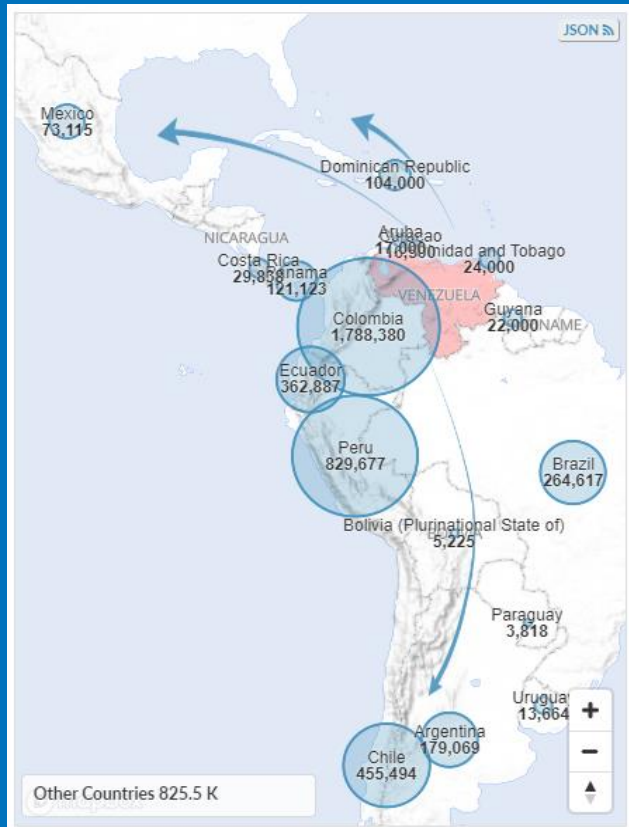 JSON
Mexico
73,115
Dominican Republic
104,000
NICARAGUA
Aruba
17,000
Trinidad and Tobago
24,000
Costa Rica
29,838
Panama
121,123
VENEZUELA
Guyana
22,000
Colombia
1,788,380
Ecuador
362,887
Peru
829,677
Brazil
264,617
Bolivia (Plurinational State of)
5,225
Paraguay
3,818
Uruguay
13,664
Argentina
179,069
Chile
455,494
Other Countries 825.5 K